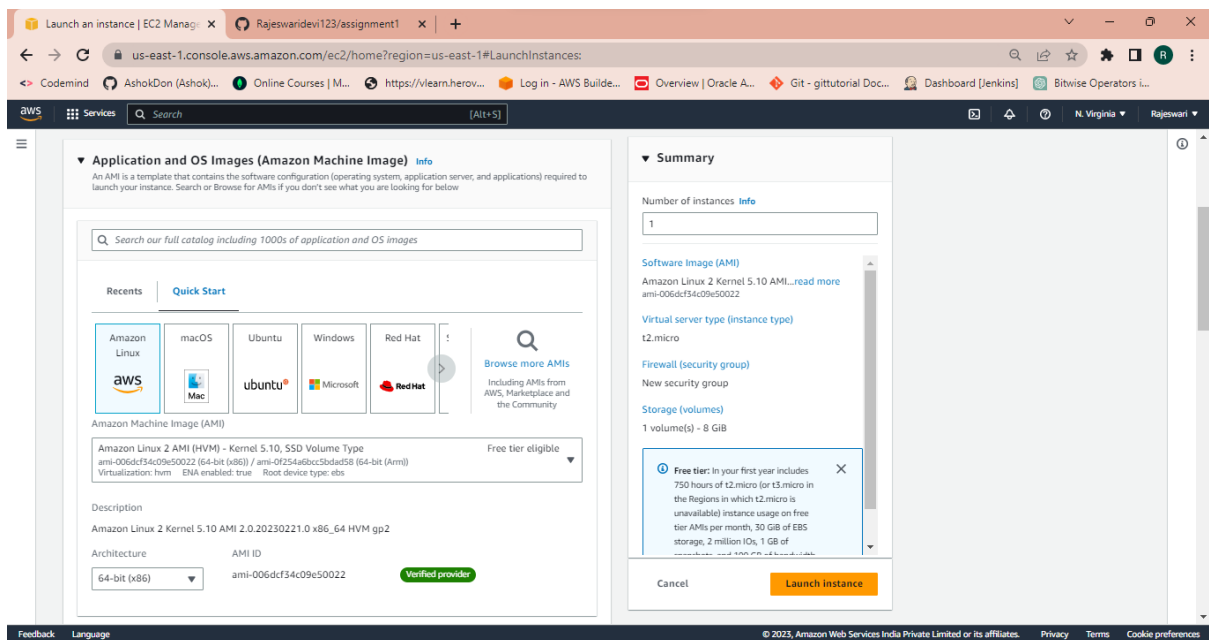 Launch an instance | EC2 Manage
Rajeswaridevi123/assignment1
us-east-1.console.aws.amazon.com/ec2/home?region=us-east-1#LaunchInstances:
R
Codemind
AshokDon (Ashok)...
Online Courses | M...
https://vlearn.herov...
Log in - AWS Builde...
Overview | Oracle A...
Git - gittutorial Doc...
Dashboard [Jenkins]
Bitwise Operators i...
aws
Services
Search
[Alt+S]
N. Virginia
Rajeswari
Application and OS Images (Amazon Machine Image) Info
An AMI is a template that contains the software configuration (operating system, application server, and applications) required to
launch your instance. Search or Browse for AMIs if you don't see what you are looking for below
Search our full catalog including 1000s of application and OS images
Recents
Quick Start
Amazon
Linux
aws
macOS
Mac
Ubuntu
ubuntu®
Windows
Microsoft
Red Hat
Red Hat
Browse more AMIs
Including AMIs from
AWS, Marketplace and
the Community
Amazon Machine Image (AMI)
Amazon Linux 2 AMI (HVM) - Kernel 5.10, SSD Volume Type
Free tier eligible
ami-006dcf34c09e50022 (64-bit (x86)) / ami-0f254a6bcc5bdad58 (64-bit (Arm))
Virtualization: hvm ENA enabled: true Root device type: ebs
Description
Amazon Linux 2 Kernel 5.10 AMI 2.0.20230221.0 x86_64 HVM gp2
Architecture
AMI ID
64-bit (x86)
ami-006dcf34c09e50022
Verified provider
Summary
Number of instances Info
1
Software Image (AMI)
Amazon Linux 2 Kernel 5.10 AMI...read more
ami-006dcf34c09e50022
Virtual server type (instance type)
t2.micro
Firewall (security group)
New security group
Storage (volumes)
1 volume(s) - 8 GiB
Free tier: In your first year includes
750 hours of t2.micro (or t3.micro in
the Regions in which t2.micro is
unavailable) instance usage on free
tier AMIs per month, 30 GiB of EBS
storage, 2 million IOs, 1 GB of
snapshots, and 100 GB of bandwidth
Cancel
Launch instance
Feedback
Language
© 2023, Amazon Web Services India Private Limited or its affiliates.
Privacy
Terms
Cookie preferences